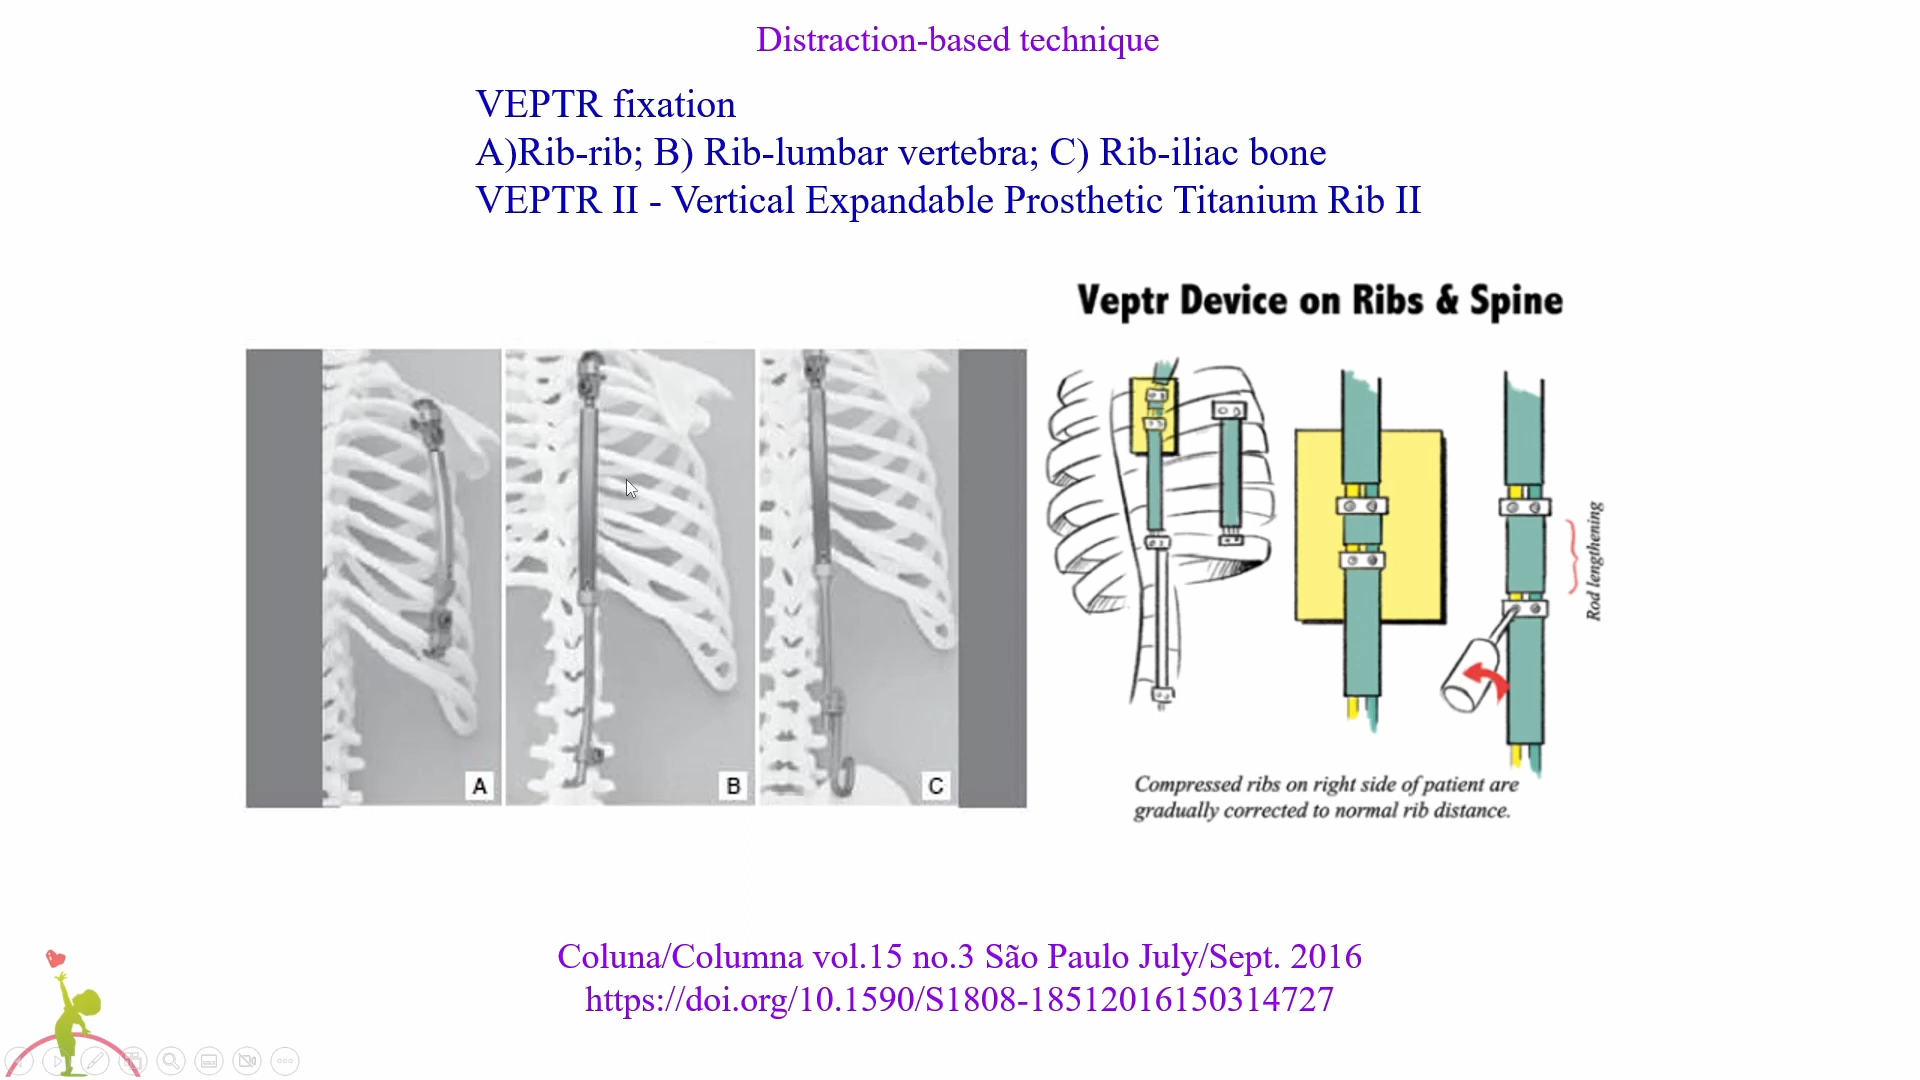 Distraction-based technique
VEPTR fixation
A)Rib-rib; B) Rib-lumbar vertebra; C) Rib-iliac bone
VEPTR II - Vertical Expandable Prosthetic Titanium Rib II
Veptr Device on Ribs & Spine
A
B
C
Rod lengthening
Compressed ribs on right side of patient are
gradually corrected to normal rib distance.
Coluna/Columna vol.15 no.3 São Paulo July/Sept. 2016
https://doi.org/10.1590/S1808-185120161503​14727